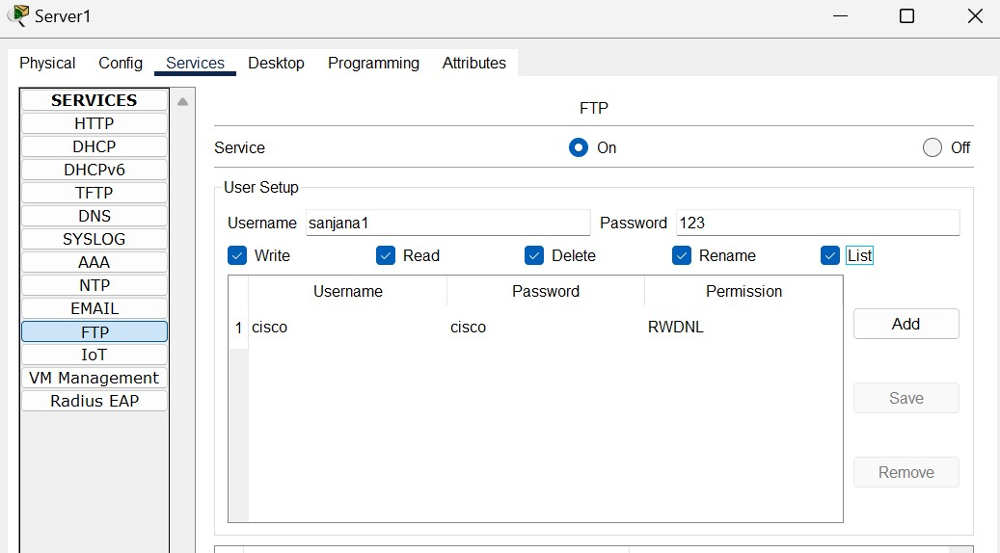 Server1
Physical Config Services Desktop Programming Attributes
SERVICES
HTTP
DHCP
DHCPv6
TFTP
DNS
SYSLOG
AAA
NTP
EMAIL
FTP
IoT
VM Management
Radius EAP
FTP
Service On Off
User Setup
Username sanjana1 Password 123
Write Read Delete Rename List
Username Password Permission
1 cisco cisco RWDNL
Add
Save
Remove